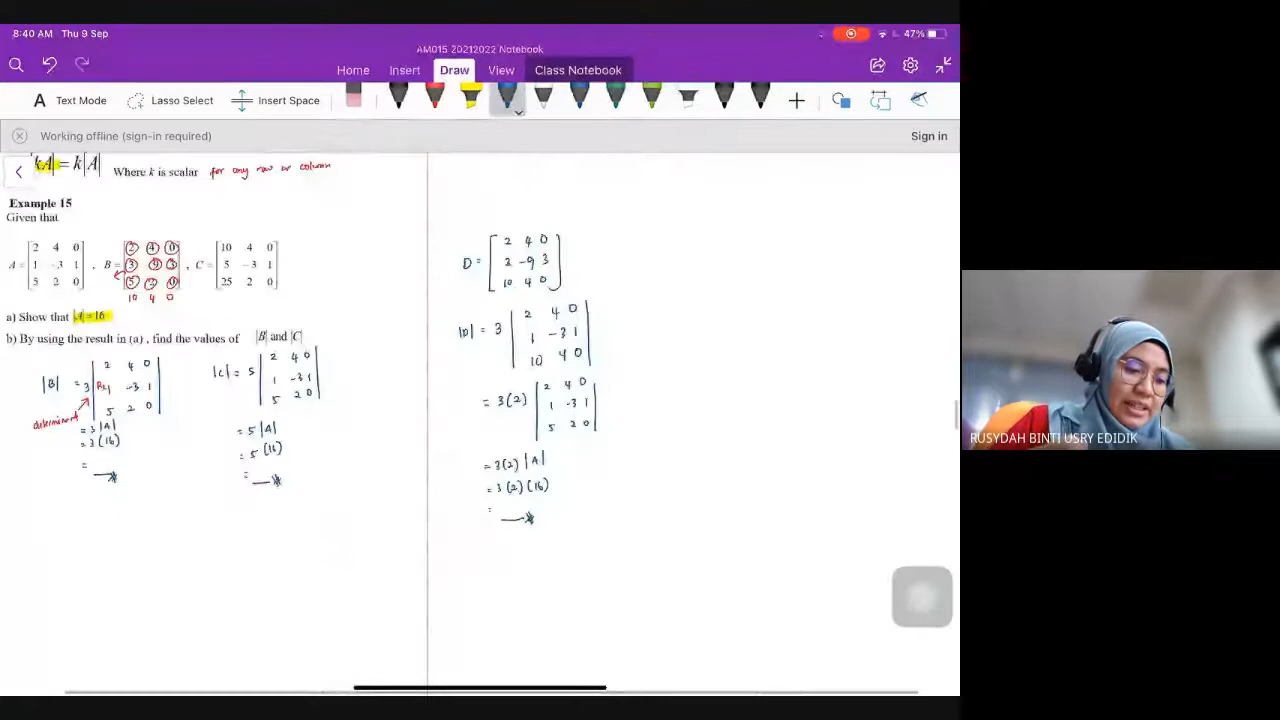 8:40 AM Thu 9 Sep
47%
AM015 20212022 Notebook
Home Insert Draw View Class Notebook
A Text Mode Lasso Select Insert Space
Working offline (sign-in required) Sign in
|kA| = k|A| Where k is scalar for any row or column
Example 15
Given that
A = [2 4 0
1 -3 1
5 2 0], B = [2 4 0
3 -9 3
5 2 0], C = [10 4 0
5 -3 1
25 2 0]
10 4 0
a) Show that |A| = 16
b) By using the result in (a), find the values of |B| and |C|
|B| = 3 | 2 4 0
R2 1 -3 1
5 2 0 |
determinant
= 3 |A|
= 3 (16)
=
|C| = 5 | 2 4 0
1 -3 1
5 2 0 |
= 5 |A|
= 5 (16)
=
D = [2 4 0
2 -9 3
10 4 0]
|D| = 3 | 2 4 0
1 -3 1
10 4 0 |
= 3(2) | 2 4 0
1 -3 1
5 2 0 |
= 3(2) |A|
= 3(2)(16)
=
RUSYDAH BINTI USRY EDIDIK